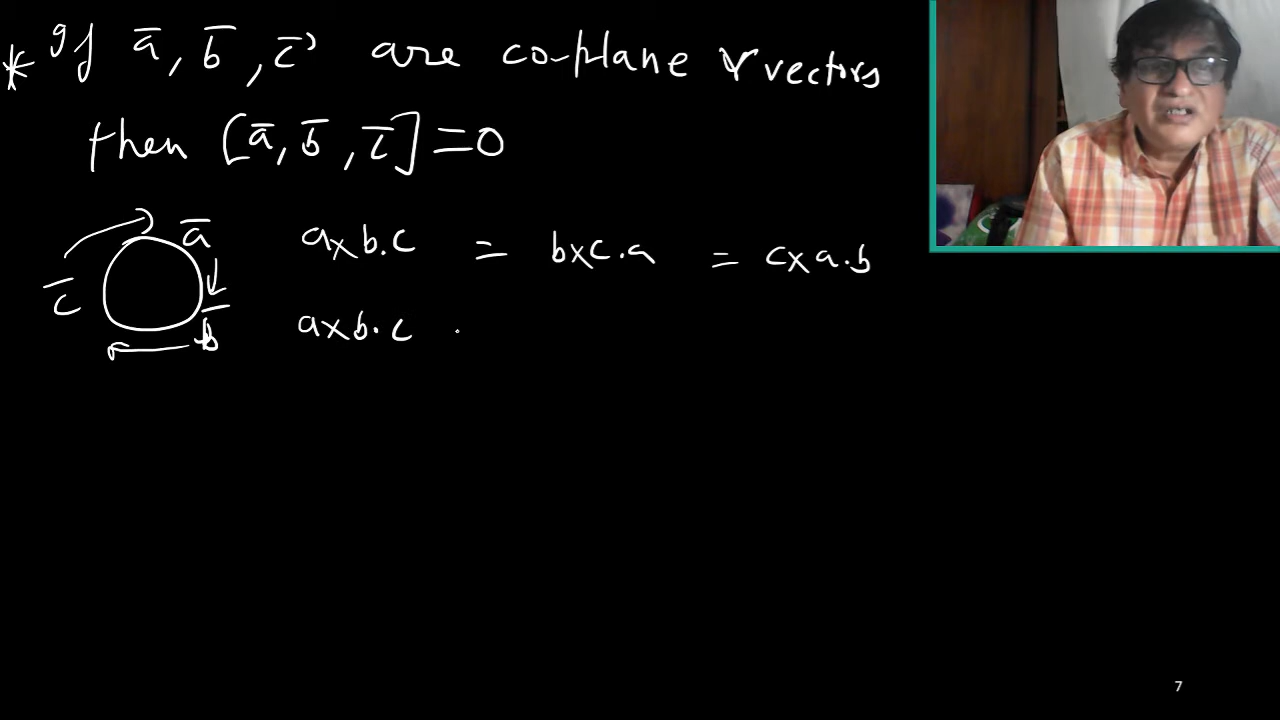 * If a̅, b̅, c̅ are co-plane vectors
then [a̅, b̅, c̅] = 0
a̅
c̅
b̅
a×b.c = b×c.a = c×a.b
a×b.c .
7